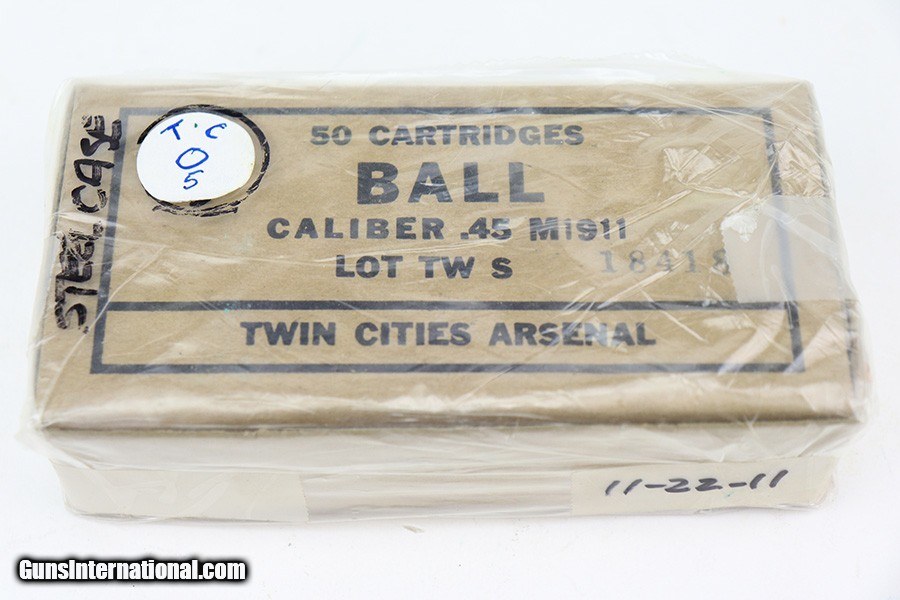 STEEL CASE
T.C
O
5
50 CARTRIDGES
BALL
CALIBER .45 M1911
LOT TW S 18418
TWIN CITIES ARSENAL
11-22-11
GunsInternational.com